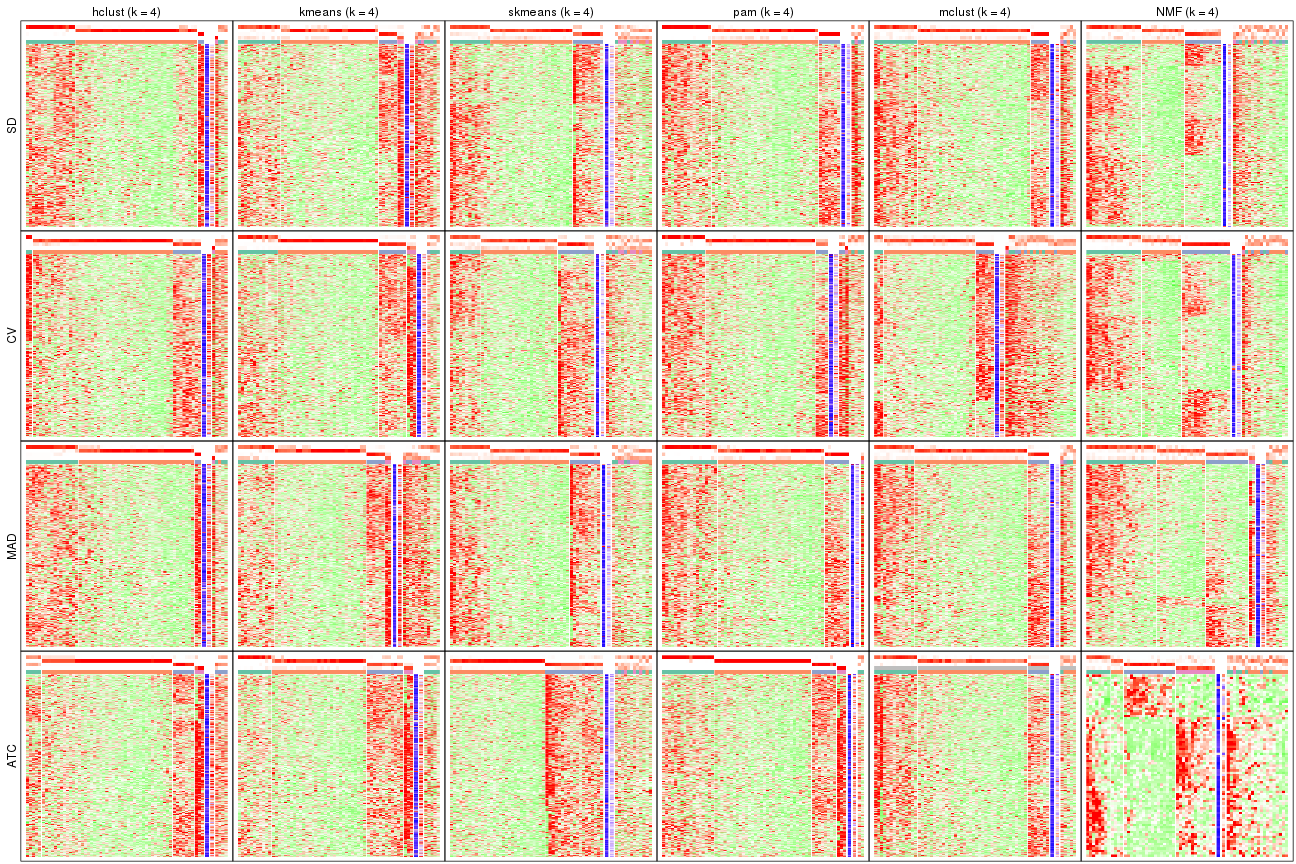 hclust (k = 4) kmeans (k = 4) skmeans (k = 4) pam (k = 4) mclust (k = 4) NMF (k = 4)
SD
CV
MAD
ATC